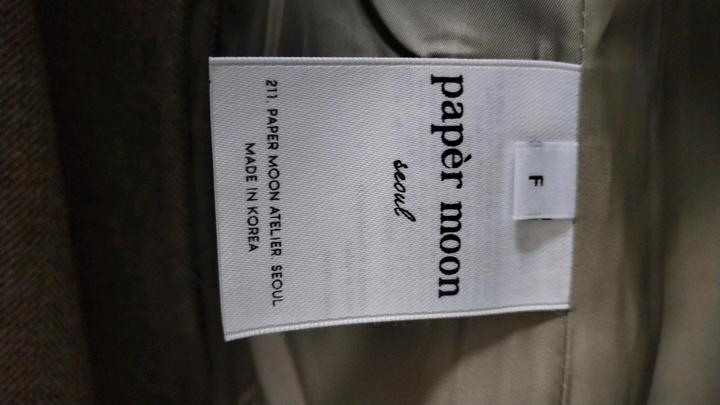 F
papèr moon
seoul
211. PAPER MOON ATELIER. SEOUL
MADE IN KOREA